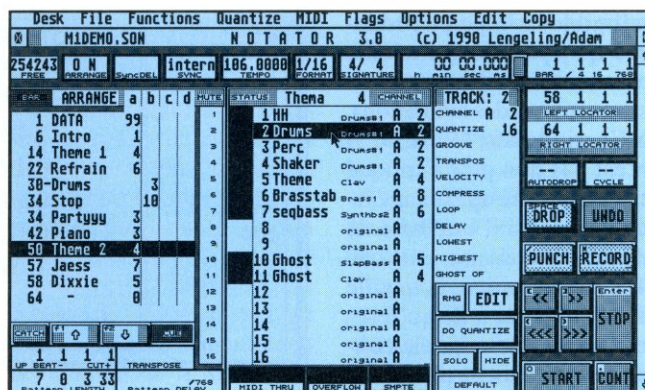 Desk File Functions Quantize MIDI Flags Options Edit Copy
M1DEMO.SON N O T A T O R 3.0 (c) 1990 Lengeling/Adam
254243 ON intern 106.0000 1/16 4/ 4 00 00.000 1 1 1 1
FREE ARRANGE SyncDEL SYNC TEMPO FORMAT SIGNATURE h min sec ms BAR / 4 16 768
BAR ARRANGE a b c d MUTE
1 DATA 99
6 Intro 1
14 Theme 1 4
22 Refrain 6
30-Drums 3
34 Stop 10
34 Partyyy 3
42 Piano 3
50 Theme 2 4
57 Jaess 7
58 Dixxie 5
64 - 0
CATCH F1 F2 CUE
1 1 1 1
UP BEAT- CUT+ TRANSPOSE
7 0 3 33 /768
Pattern LENGTH Pattern DELAY
1
2
3
4
5
6
7
8
9
10
11
12
13
14
15
16
STATUS Thema 4 CHANNEL
1 HH Drums#1 A 2
2 Drums Drums#1 A 2
3 Perc Drums#1 A 2
4 Shaker Drums#1 A 2
5 Theme Clav A 4
6 Brasstab Brass1 A 8
7 seqbass Synthbs2 A 6
8 original A
9 original A
10 Ghost SlapBass A 5
11 Ghost Clav A 4
12 original A
13 original A
14 original A
15 original A
16 original A
MIDI THRU OVERFLOW SMPTE
TRACK: 2
CHANNEL A 2
QUANTIZE 16
GROOVE
TRANSPOS
VELOCITY
COMPRESS
LOOP
DELAY
LOWEST
HIGHEST
GHOST OF
RMG EDIT
DO QUANTIZE
SOLO HIDE
DEFAULT
58 1 1 1
LEFT LOCATOR
64 1 1 1
RIGHT LOCATOR
-- --
AUTODROP CYCLE
SPACE
DROP UNDO
PUNCH RECORD
<< >> Enter
<<< >>> STOP
START CONT